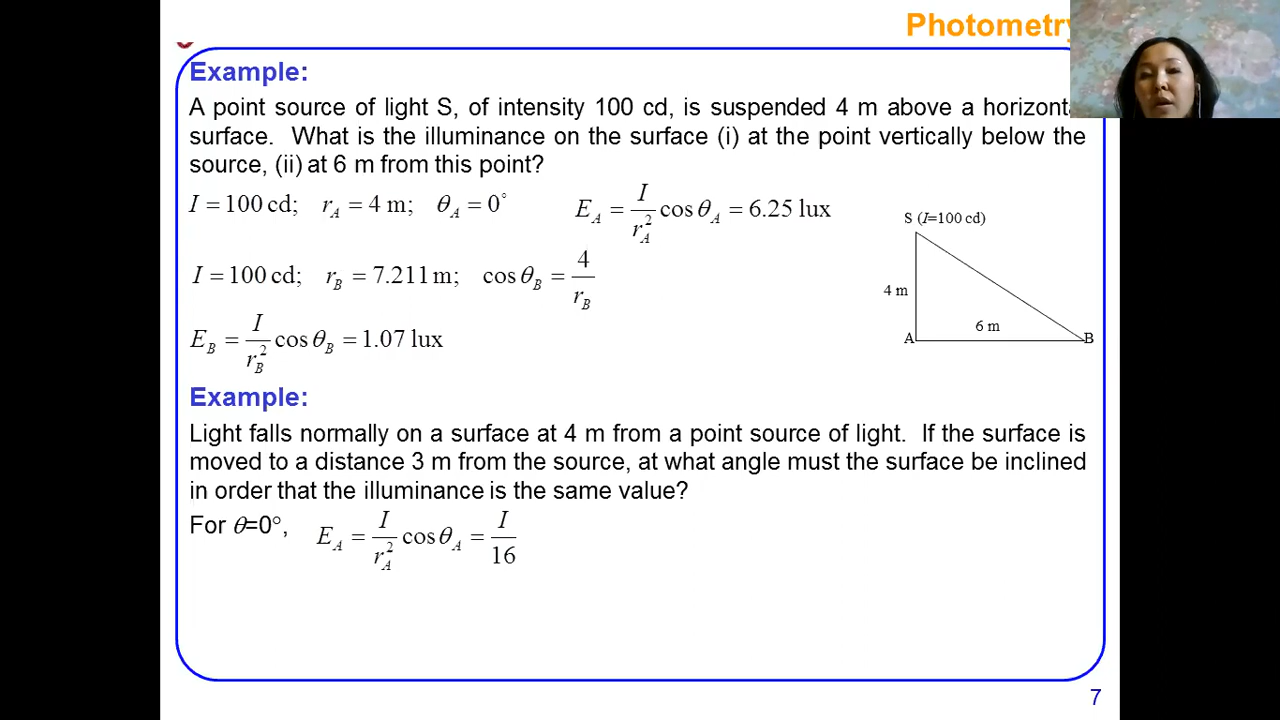 Photometry
Example:
A point source of light S, of intensity 100 cd, is suspended 4 m above a horizonta
surface. What is the illuminance on the surface (i) at the point vertically below the
source, (ii) at 6 m from this point?
I = 100 cd; r_A = 4 m; θ_A = 0° E_A = I/r_A² cos θ_A = 6.25 lux
S (I=100 cd)
I = 100 cd; r_B = 7.211 m; cos θ_B = 4/r_B
4 m
6 m
A B
E_B = I/r_B² cos θ_B = 1.07 lux
Example:
Light falls normally on a surface at 4 m from a point source of light. If the surface is
moved to a distance 3 m from the source, at what angle must the surface be inclined
in order that the illuminance is the same value?
For θ=0°, E_A = I/r_A² cos θ_A = I/16
7